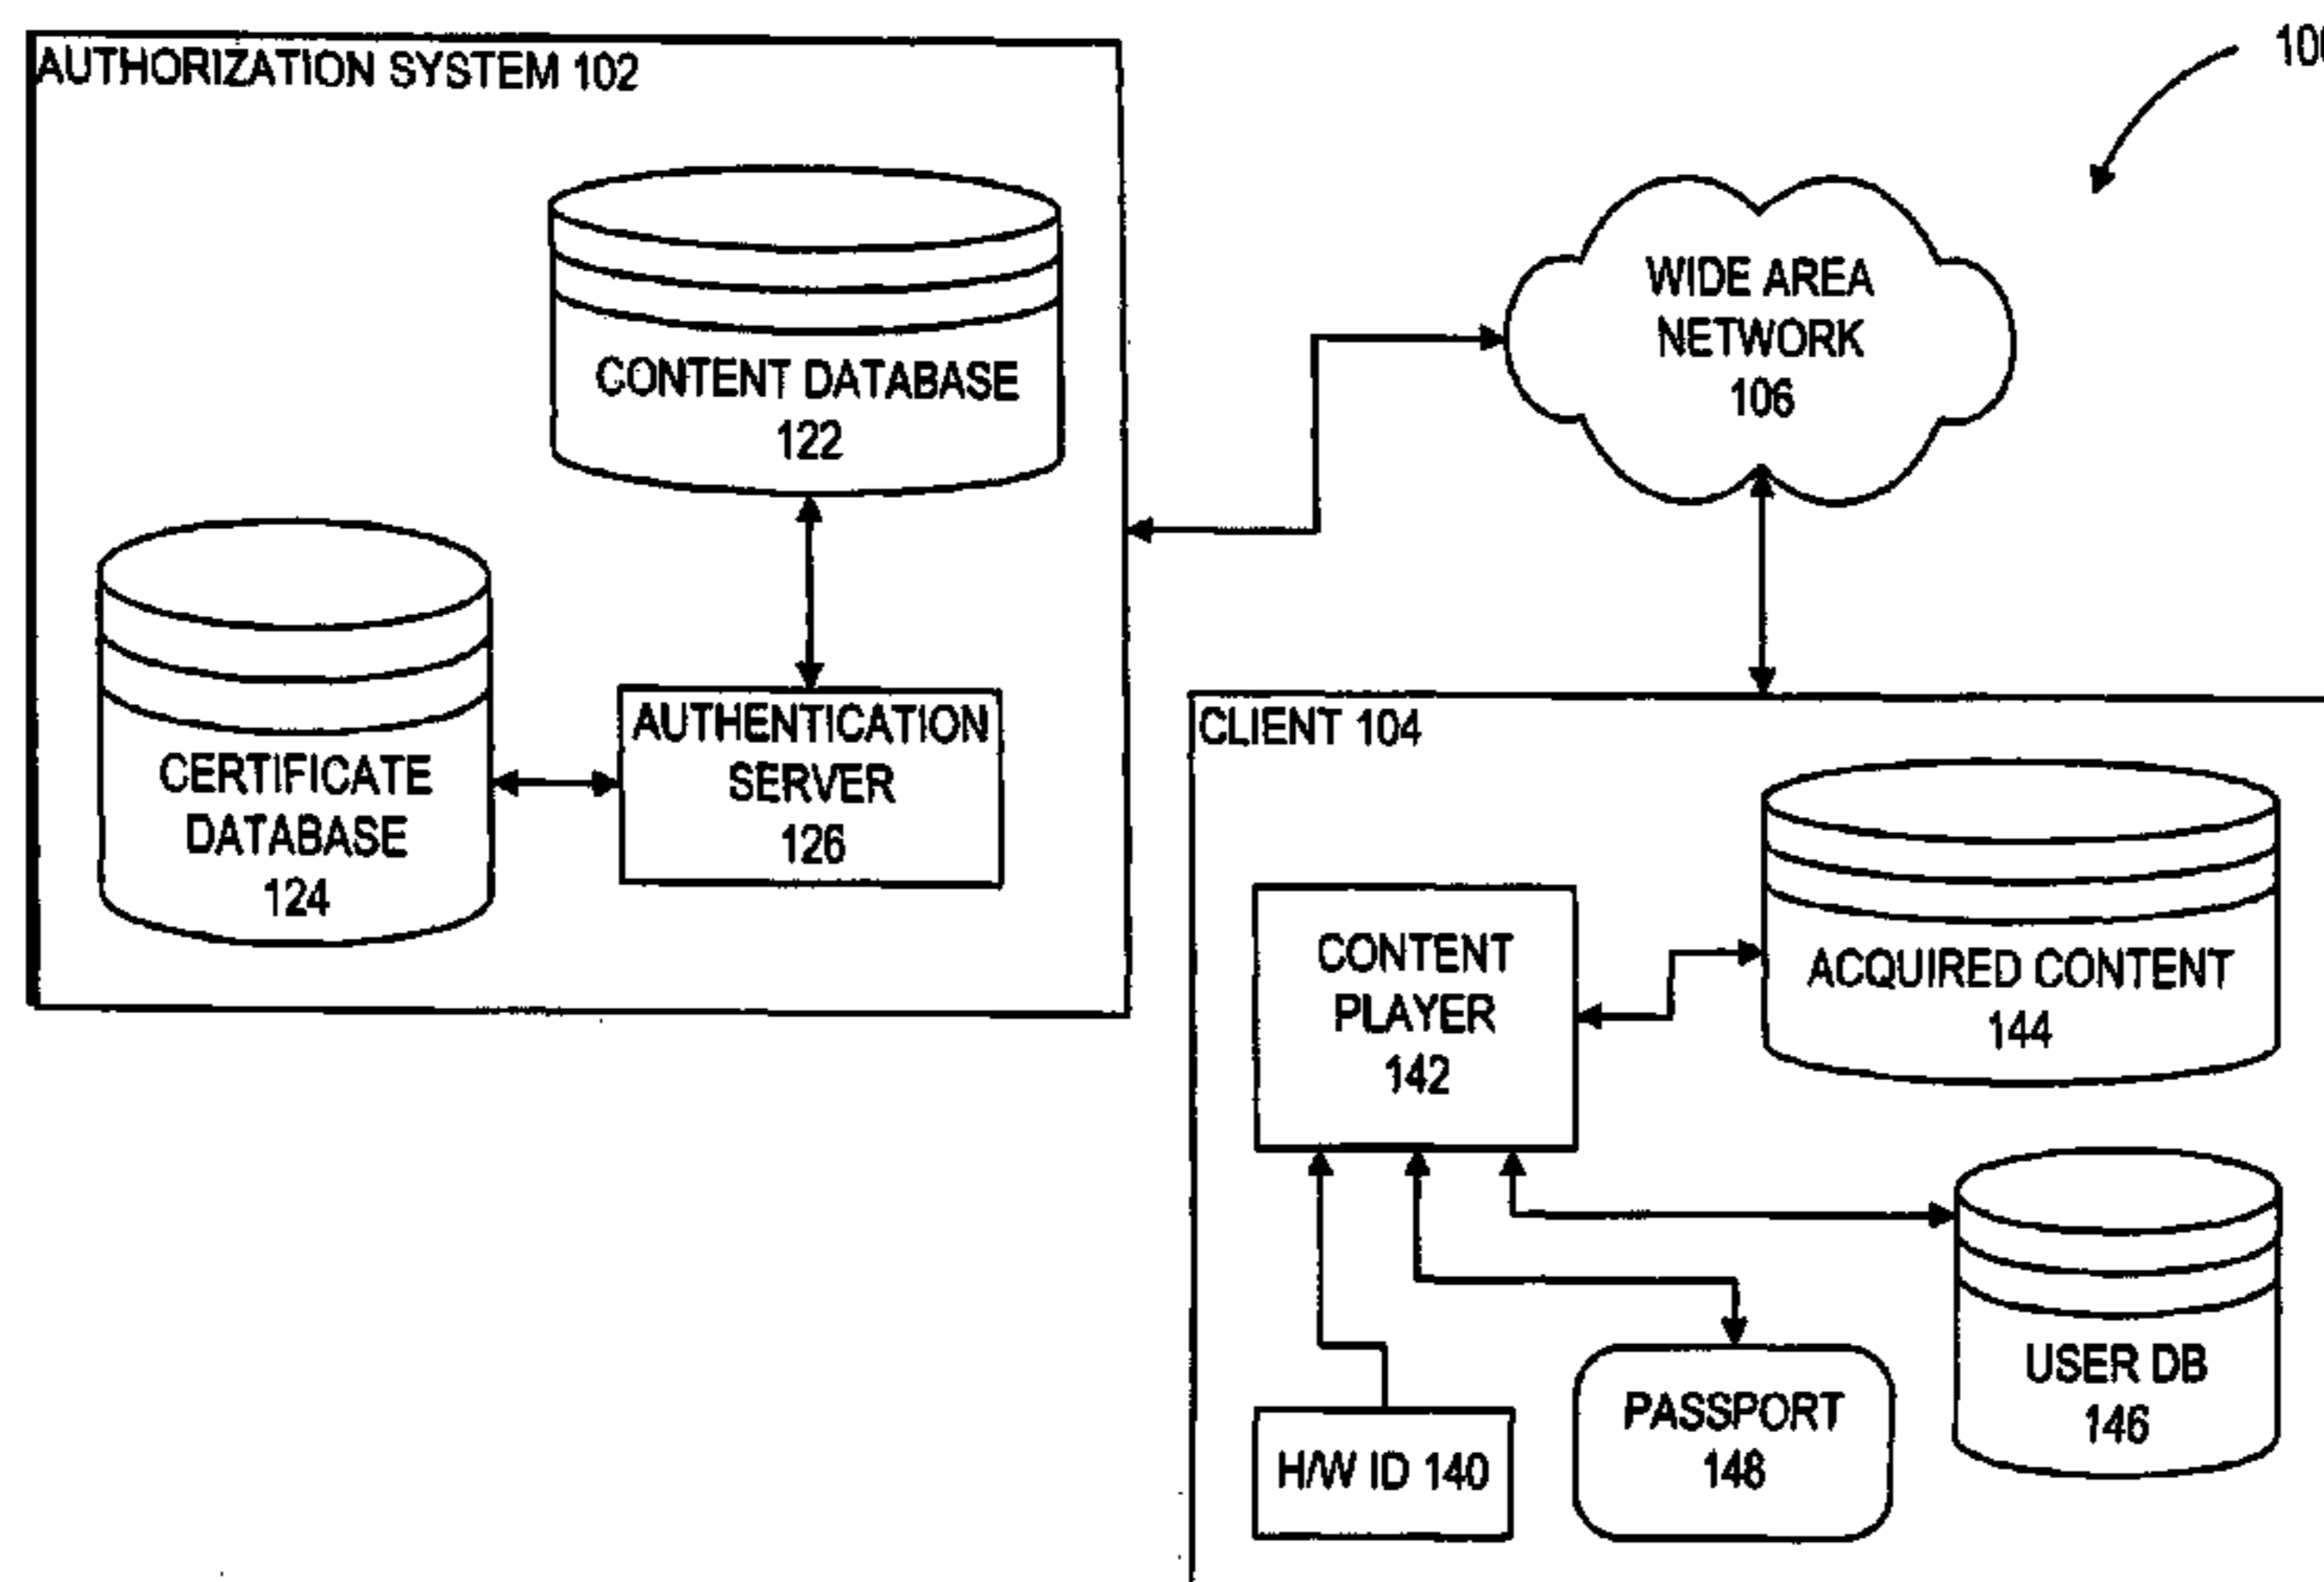 AUTHORIZATION SYSTEM 102
CONTENT DATABASE
122
CERTIFICATE
DATABASE
124
AUTHENTICATION
SERVER
126
WIDE AREA
NETWORK
106
CLIENT 104
CONTENT
PLAYER
142
ACQUIRED CONTENT
144
USER DB
146
PASSPORT
148
H/W ID 140